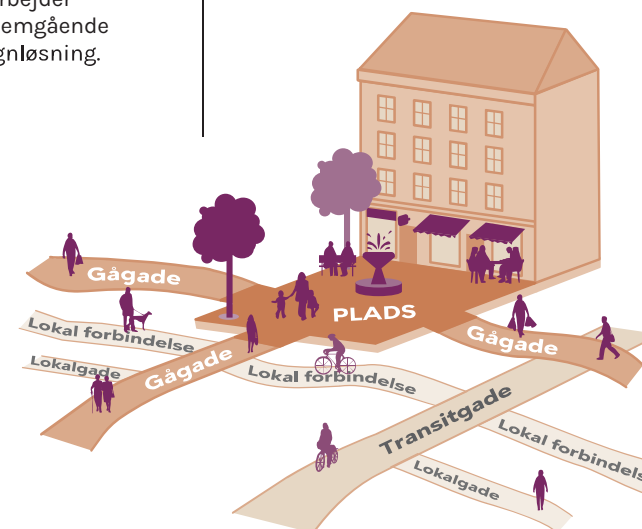 emgående
gnløsning.
Gågade
PLADS
Lokal forbindelse
Gågade
Lokalgade
Gågade
Lokal forbindelse
Transitgade
Lokal forbindels
Lokalgade